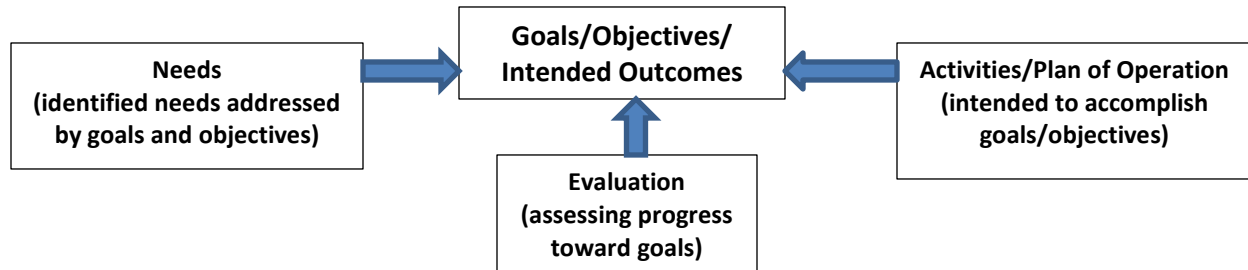 Goals/Objectives/
Intended Outcomes
Needs
(identified needs addressed
by goals and objectives)
Activities/Plan of Operation
(intended to accomplish
goals/objectives)
Evaluation
(assessing progress
toward goals)